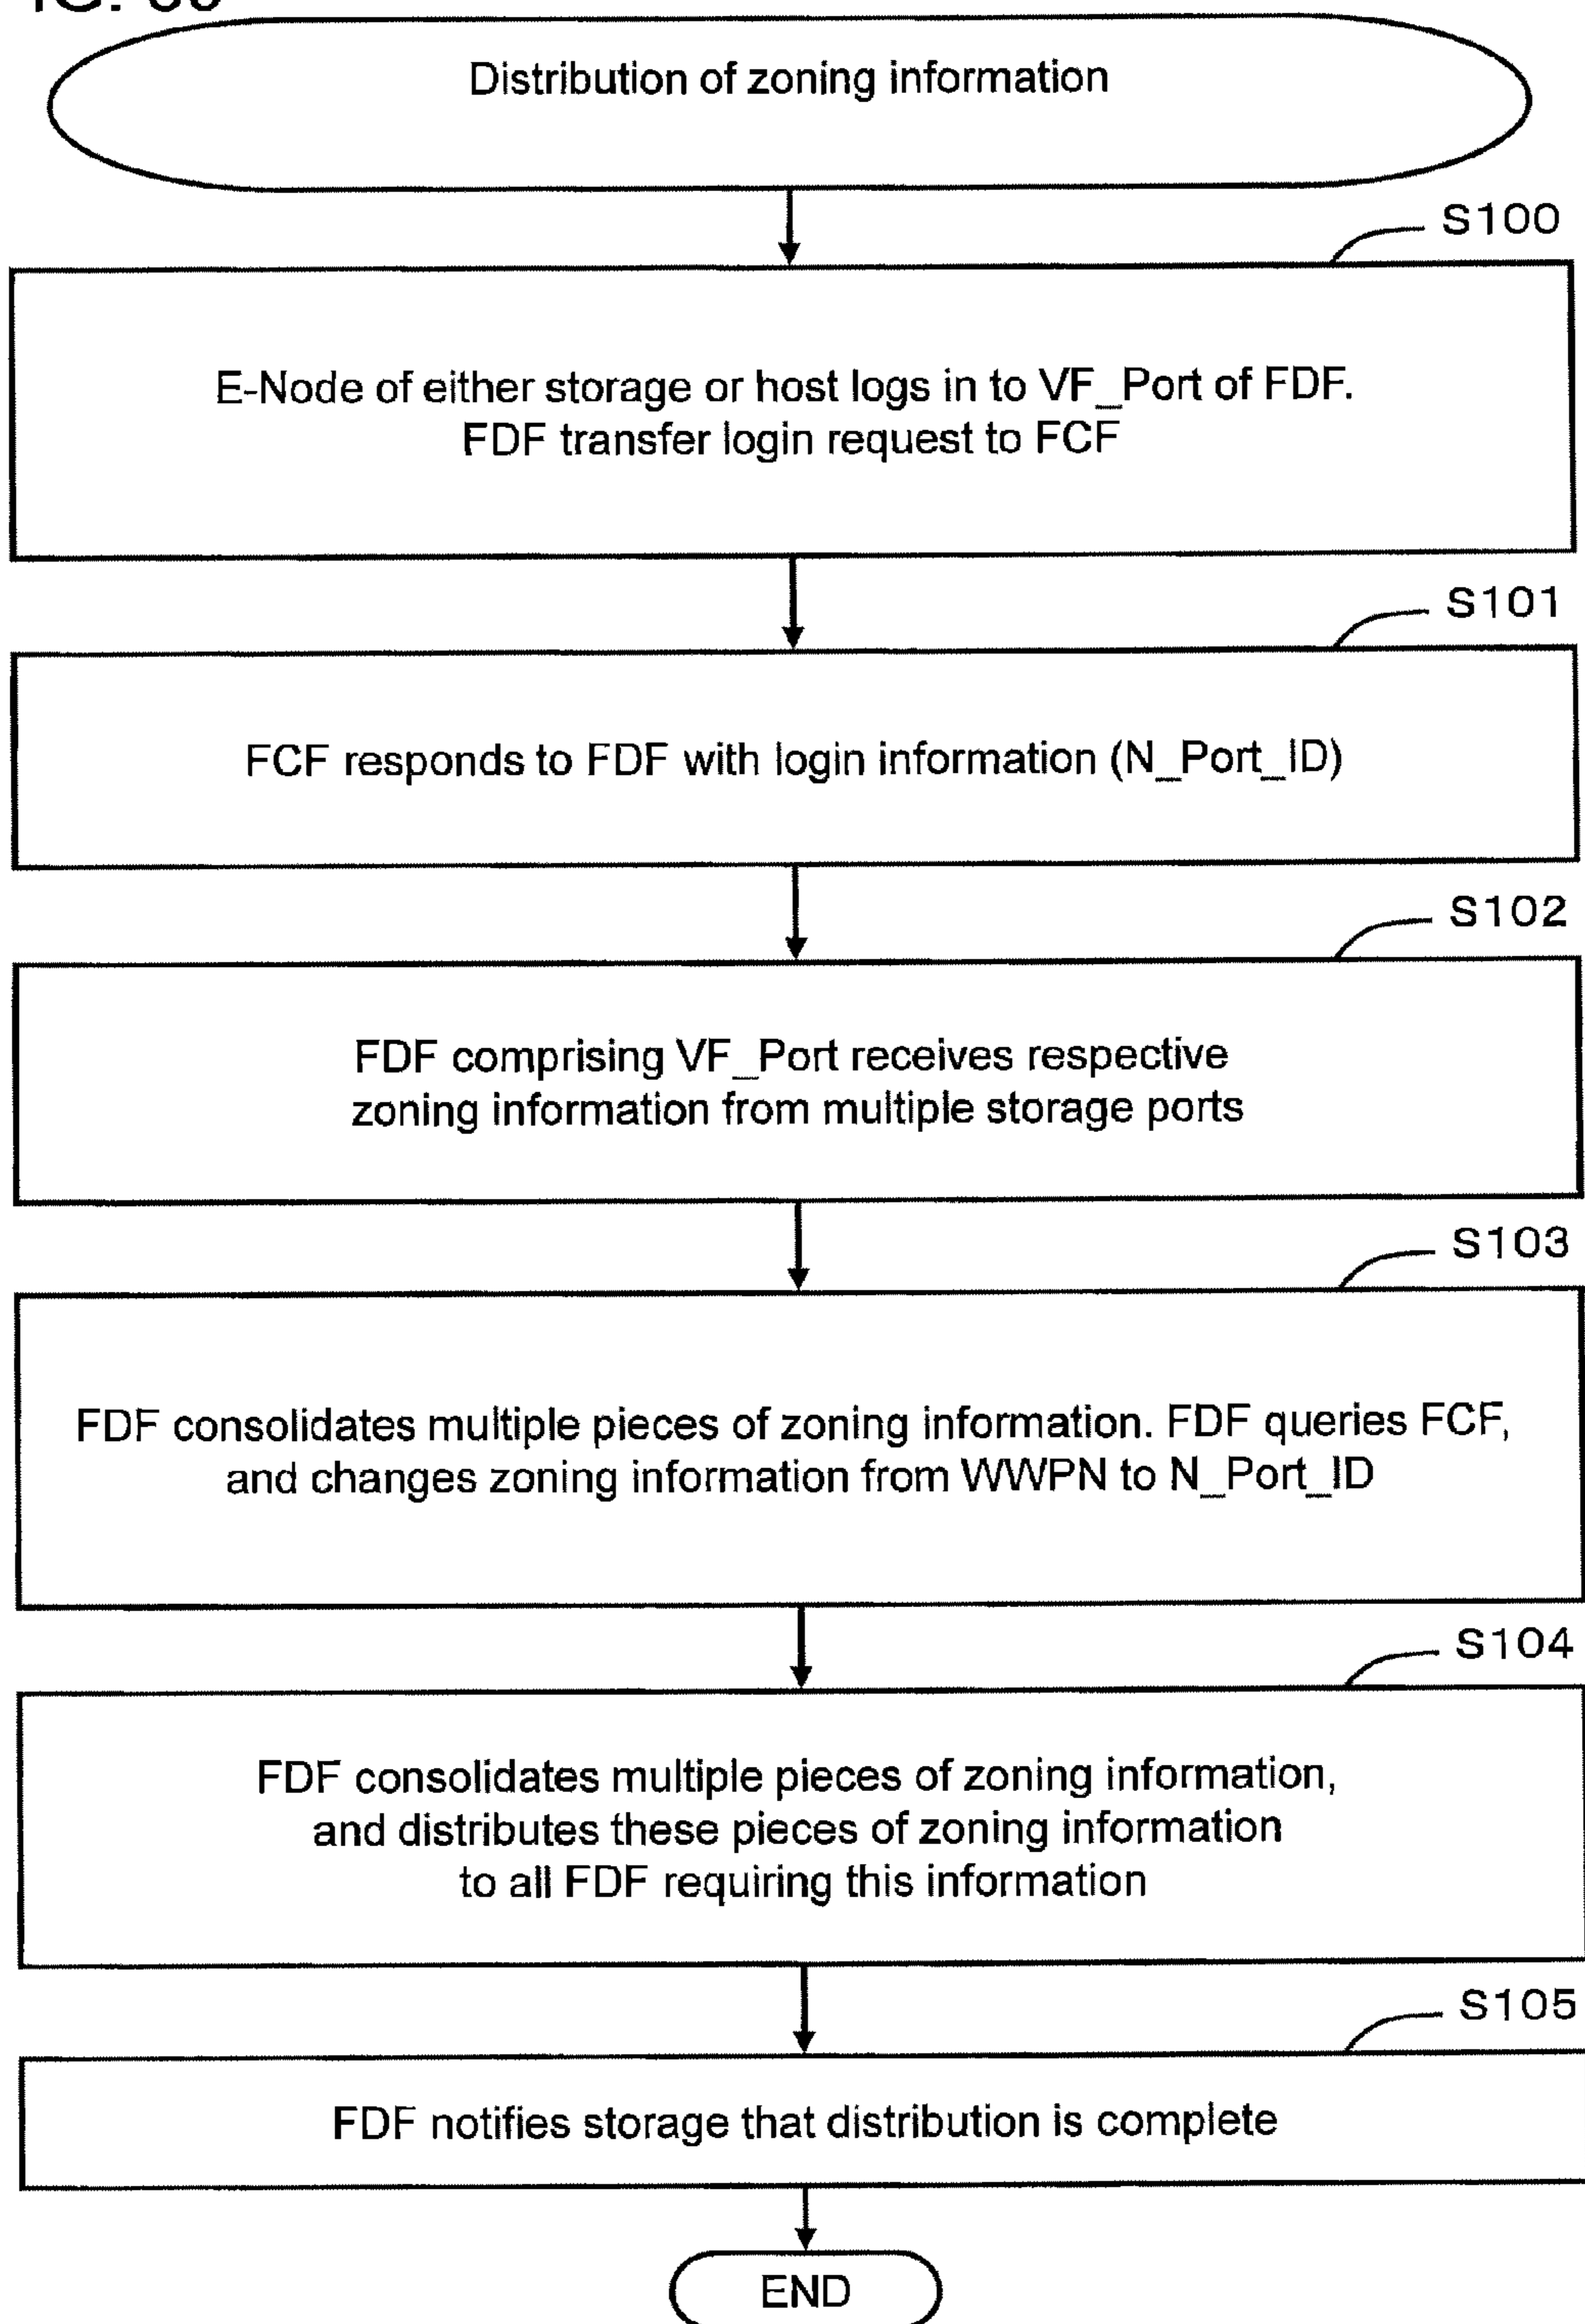 Distribution of zoning information
S100
E-Node of either storage or host logs in to VF_Port of FDF.
FDF transfer login request to FCF
S101
FCF responds to FDF with login information (N_Port_ID)
S102
FDF comprising VF_Port receives respective
zoning information from multiple storage ports
S103
FDF consolidates multiple pieces of zoning information. FDF queries FCF,
and changes zoning information from WWPN to N_Port_ID
S104
FDF consolidates multiple pieces of zoning information,
and distributes these pieces of zoning information
to all FDF requiring this information
S105
FDF notifies storage that distribution is complete
END